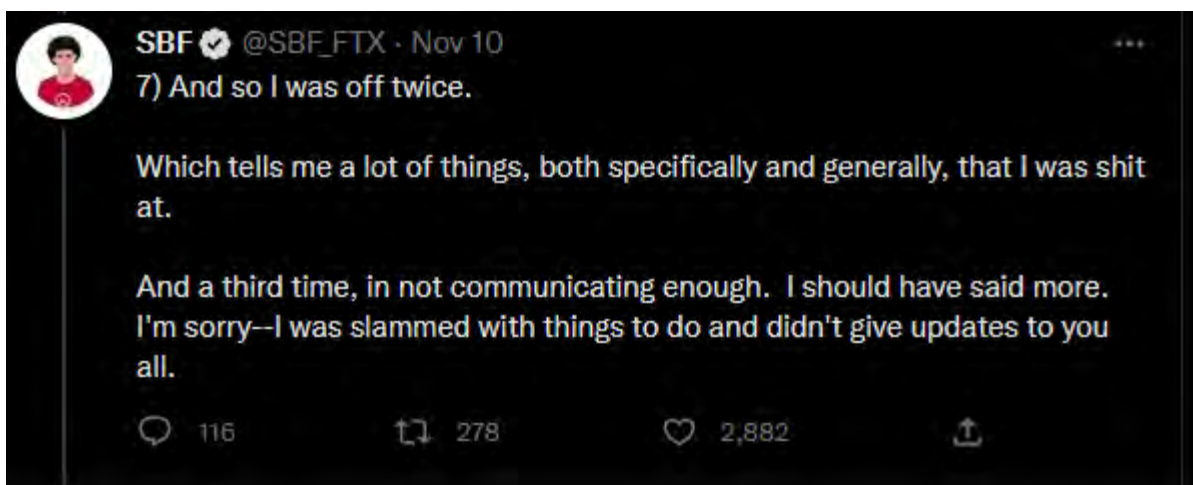 SBF @SBF_FTX · Nov 10
7) And so I was off twice.
Which tells me a lot of things, both specifically and generally, that I was shit
at.
And a third time, in not communicating enough.  I should have said more.
I'm sorry--I was slammed with things to do and didn't give updates to you
all.
116 278 2,882